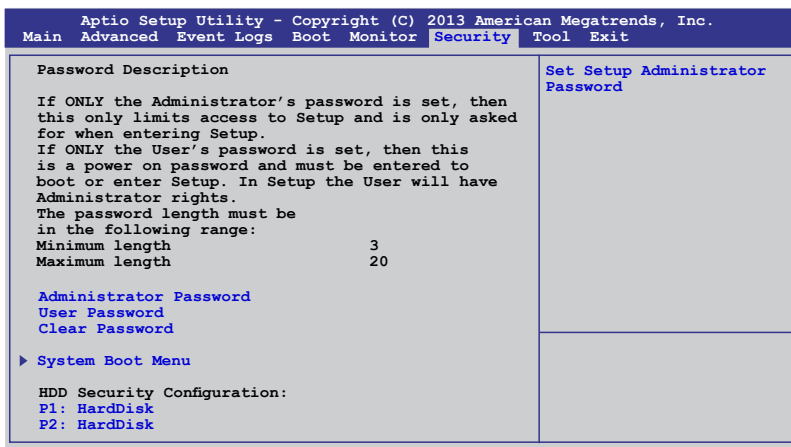 Aptio Setup Utility - Copyright (C) 2013 American Megatrends, Inc.
Main Advanced Event Logs Boot Monitor Security Tool Exit
Password Description
If ONLY the Administrator's password is set, then
this only limits access to Setup and is only asked
for when entering Setup.
If ONLY the User's password is set, then this
is a power on password and must be entered to
boot or enter Setup. In Setup the User will have
Administrator rights.
The password length must be
in the following range:
Minimum length 3
Maximum length 20
Administrator Password
User Password
Clear Password
System Boot Menu
HDD Security Configuration:
P1: HardDisk
P2: HardDisk
Set Setup Administrator
Password